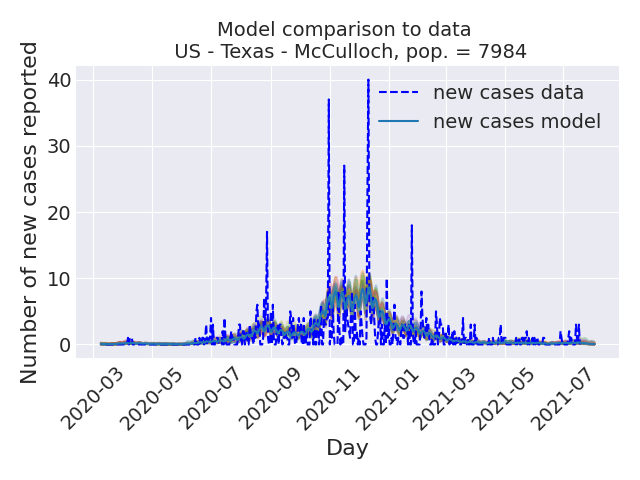 Model comparison to data
US - Texas - McCulloch, pop. = 7984
Number of new cases reported
40
30
20
10
0
new cases data
new cases model
2020-03
2020-05
2020-07
2020-09
2020-11
2021-01
2021-03
2021-05
2021-07
Day